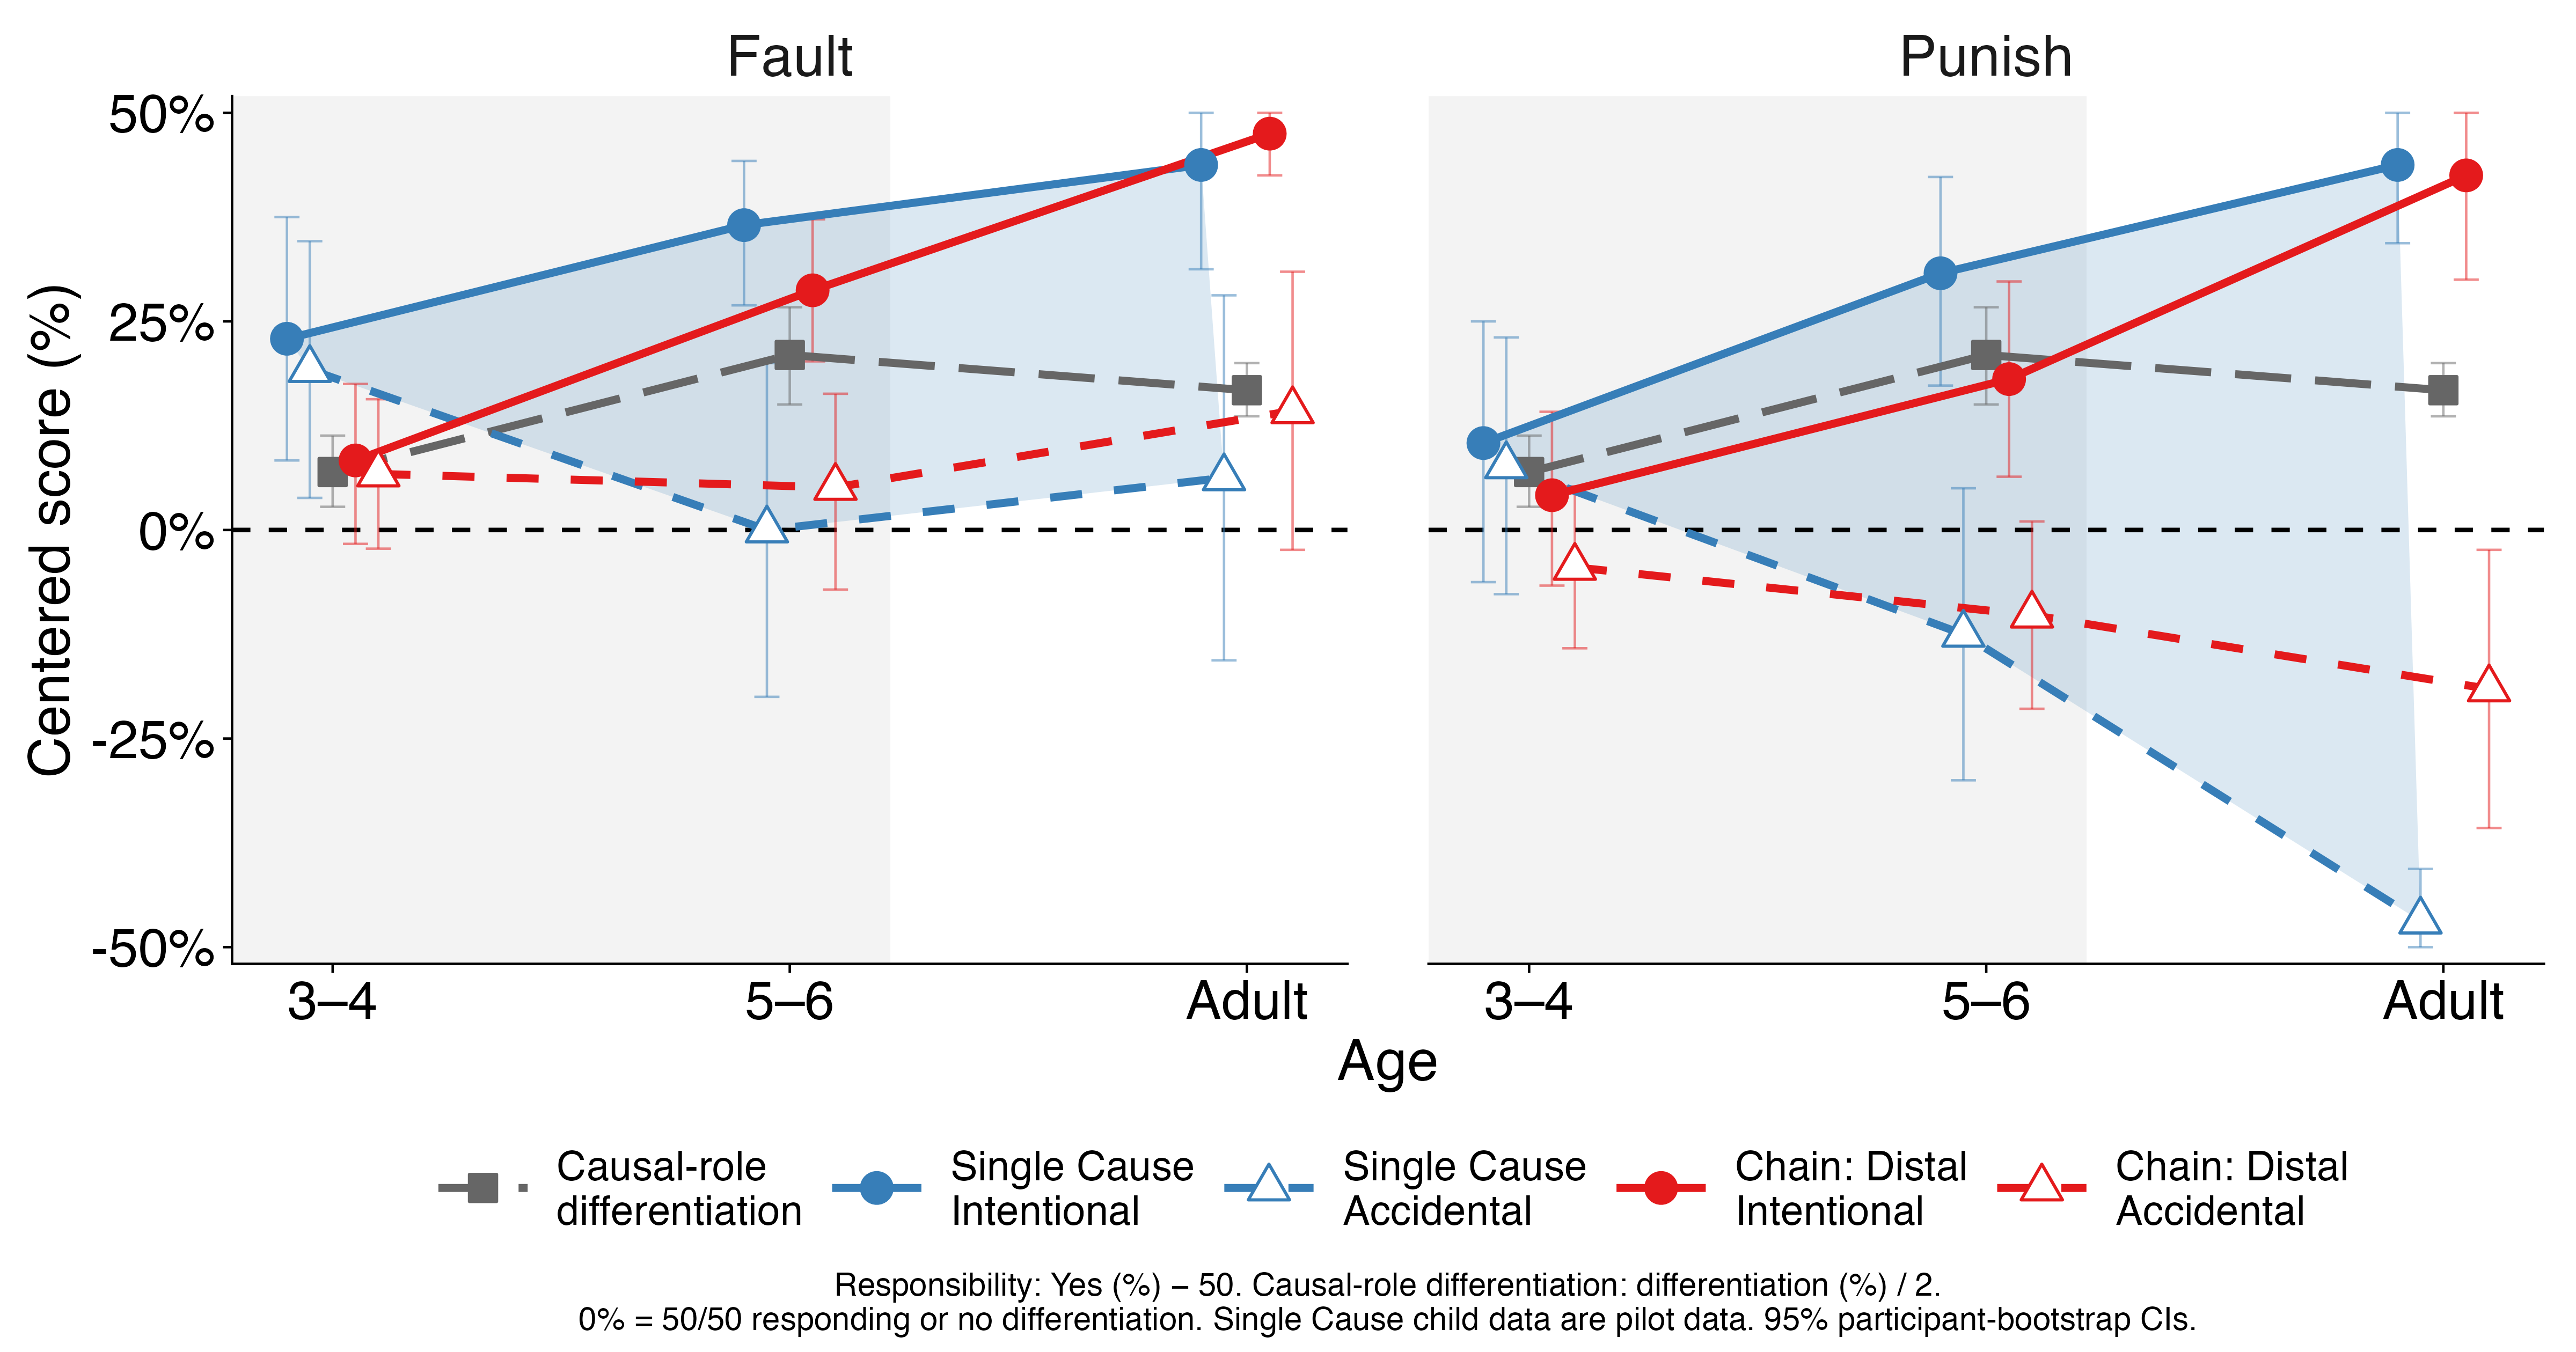 Fault
Punish
Centered score (%)
50%
25%
0%
-25%
-50%
3–4
5–6
Adult
3–4
5–6
Adult
Age
Causal-role
differentiation
Single Cause
Intentional
Single Cause
Accidental
Chain: Distal
Intentional
Chain: Distal
Accidental
Responsibility: Yes (%) – 50. Causal-role differentiation: differentiation (%) / 2.
0% = 50/50 responding or no differentiation. Single Cause child data are pilot data. 95% participant-bootstrap CIs.